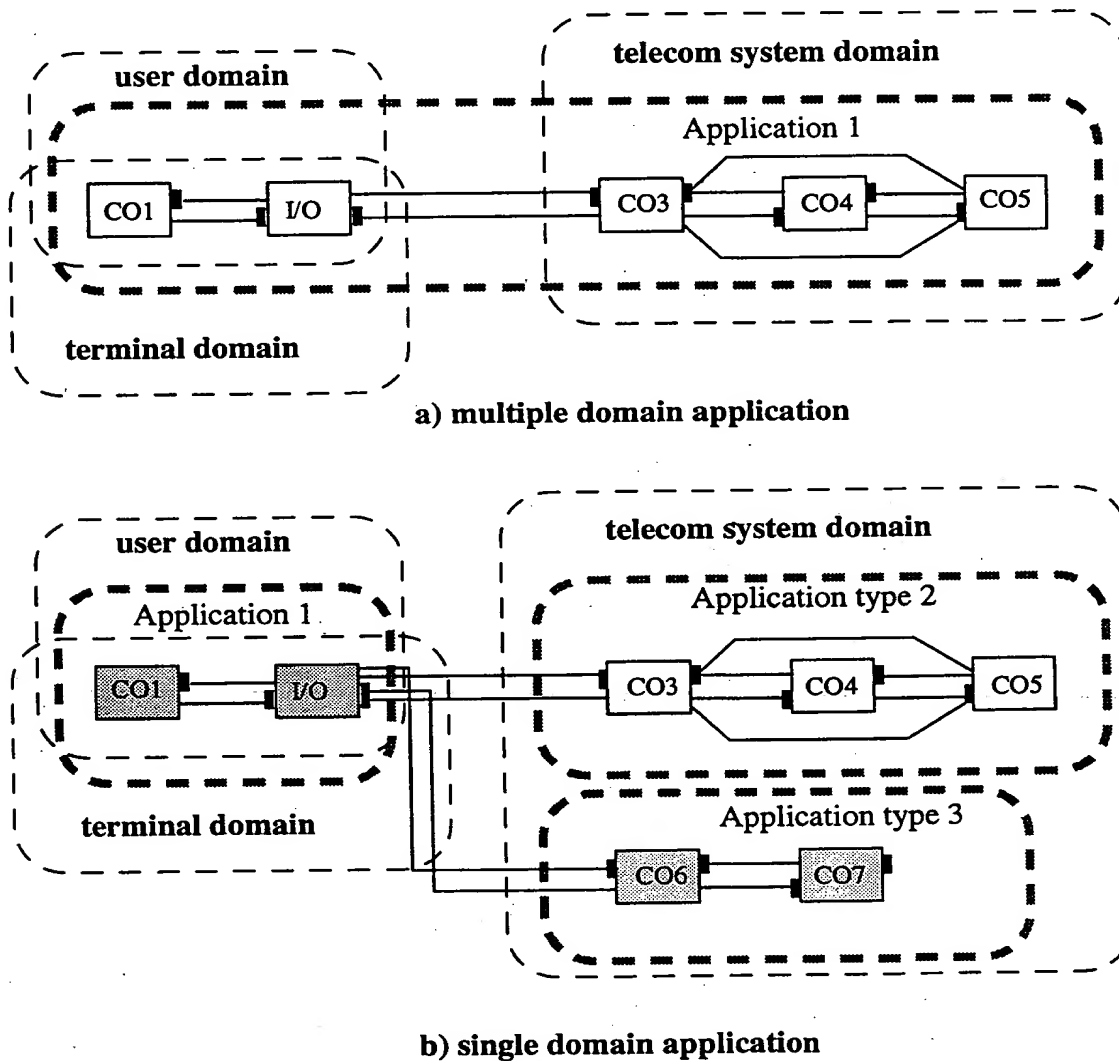 telecom system domain
user domain
Application 1
CO1
I/O
CO3
CO4
CO5
terminal domain
a) multiple domain application
telecom system domain
user domain
Application type 2
Application 1
CO1
I/O
CO3
CO4
CO5
terminal domain
Application type 3
CO6
CO7
b) single domain application